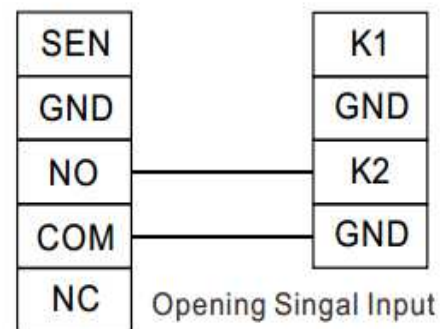 SEN
GND
NO
COM
NC
K1
GND
K2
GND
Opening Singal Input